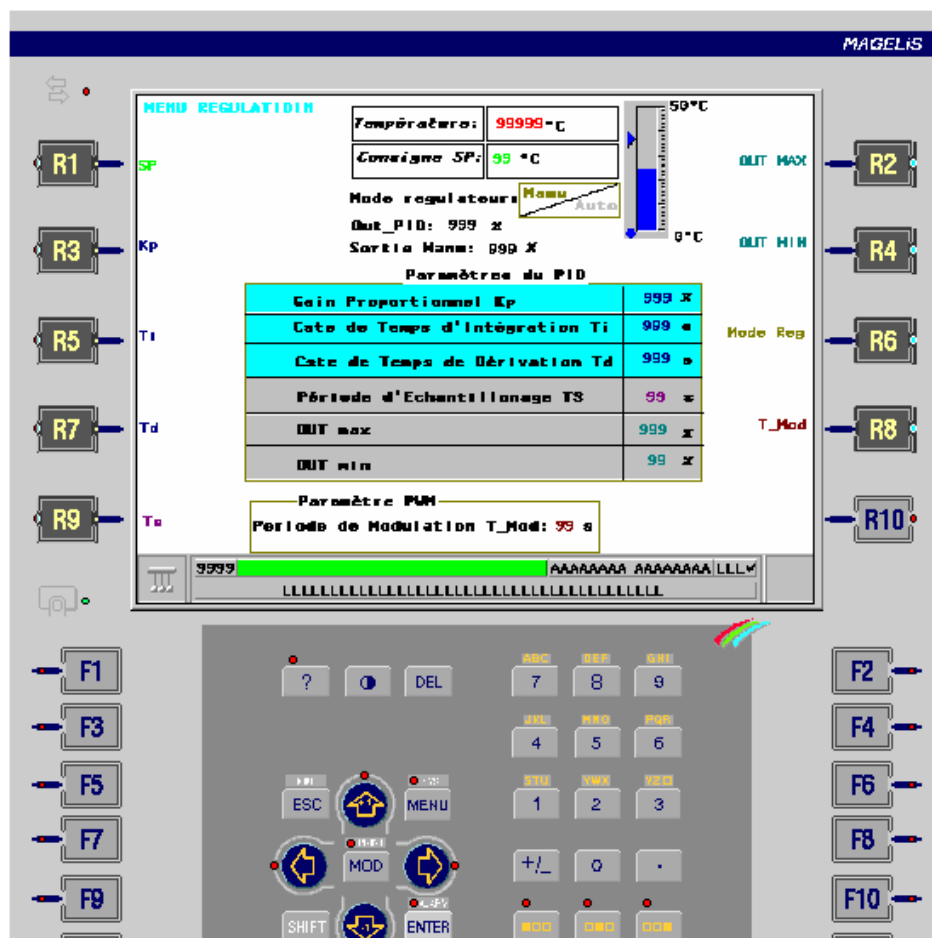 MAGELiS
MENU REGULATIDIN
50°C
Température: 99999°C
R1 SP
Consigne SP: 99 °C
OUT MAX R2
Mode regulateur: Manu Auto
Out_PID: 999 %
0°C
R3 Kp
Sortie Manu: 999 %
OUT MIN R4
Paramètres du PID
Gain Proportionnel Kp 999 %
R5 Ti
Cste de Temps d'Intégration Ti 999 s
Mode Reg R6
Cste de Temps de Dérivation Td 999 s
Période d'Echantillonage TS 99 s
R7 Td
OUT max 999 %
T_Mod R8
OUT min 99 %
Paramètre PWM
R9 Ts
Periode de Modulation T_Mod: 99 s
R10
9999 AAAAAAAA AAAAAAAA LLL
LLLLLLLLLLLLLLLLLLLLLLLLLLLLLLLLLLLLLLLL
F1 F2
ABC DEF GHI
? DEL 7 8 9
F3 F4
JKL MNO PQR
4 5 6
F5 F6
STU VWX YZ
ESC MENU 1 2 3
F7 F8
MOD +/_ 0 .
F9 F10
SHIFT ENTER